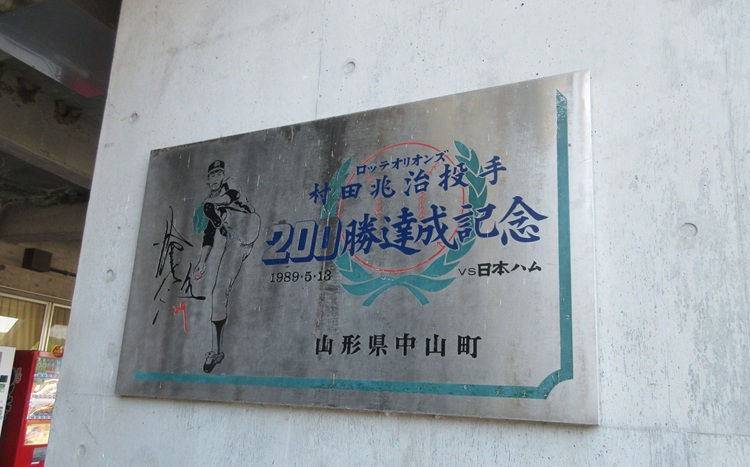 ロッテオリオンズ
村田兆治投手
200勝達成記念
1989・5・13
VS日本ハム
山形県中山町